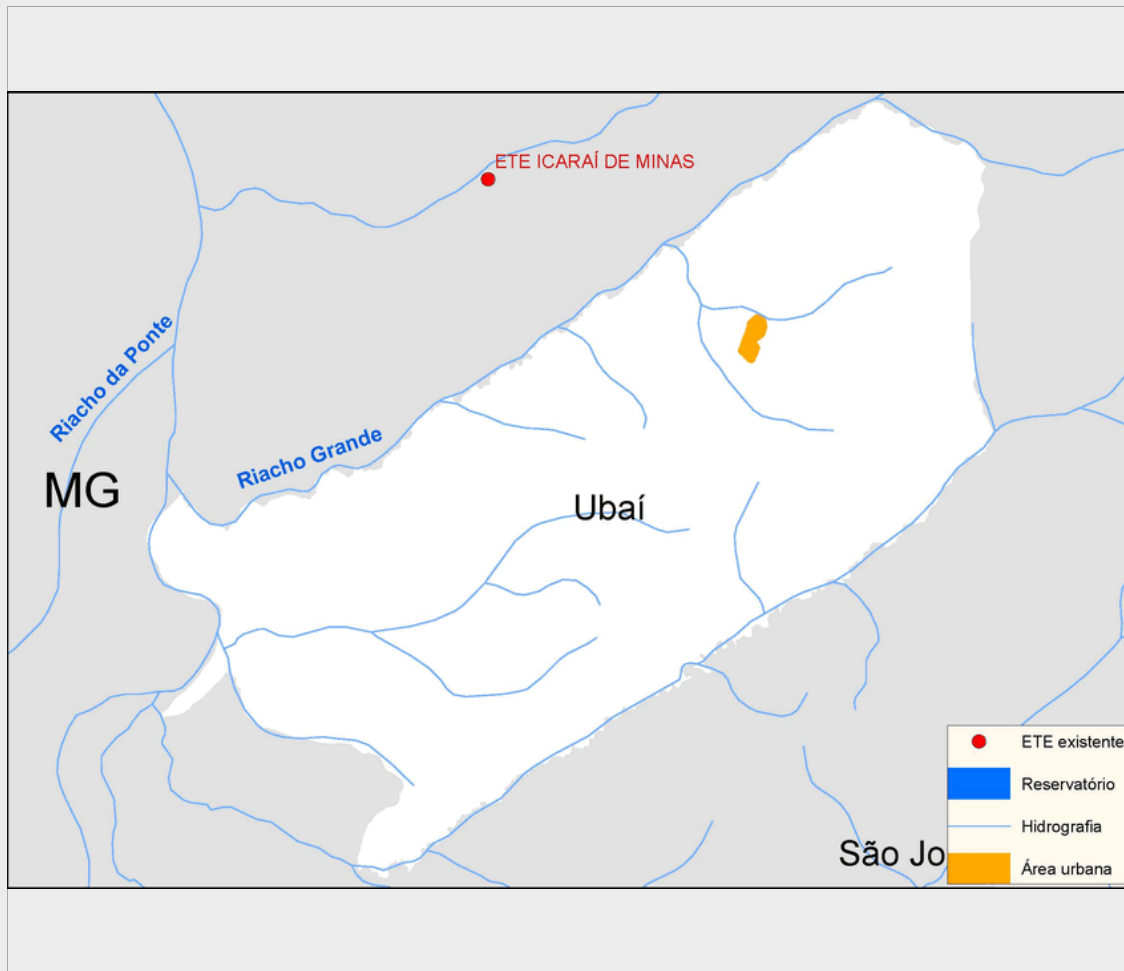 ETE ICARAÍ DE MINAS
Riacho da Ponte
Riacho Grande
MG
Ubaí
São Jo
ETE existente
Reservatório
Hidrografia
Área urbana